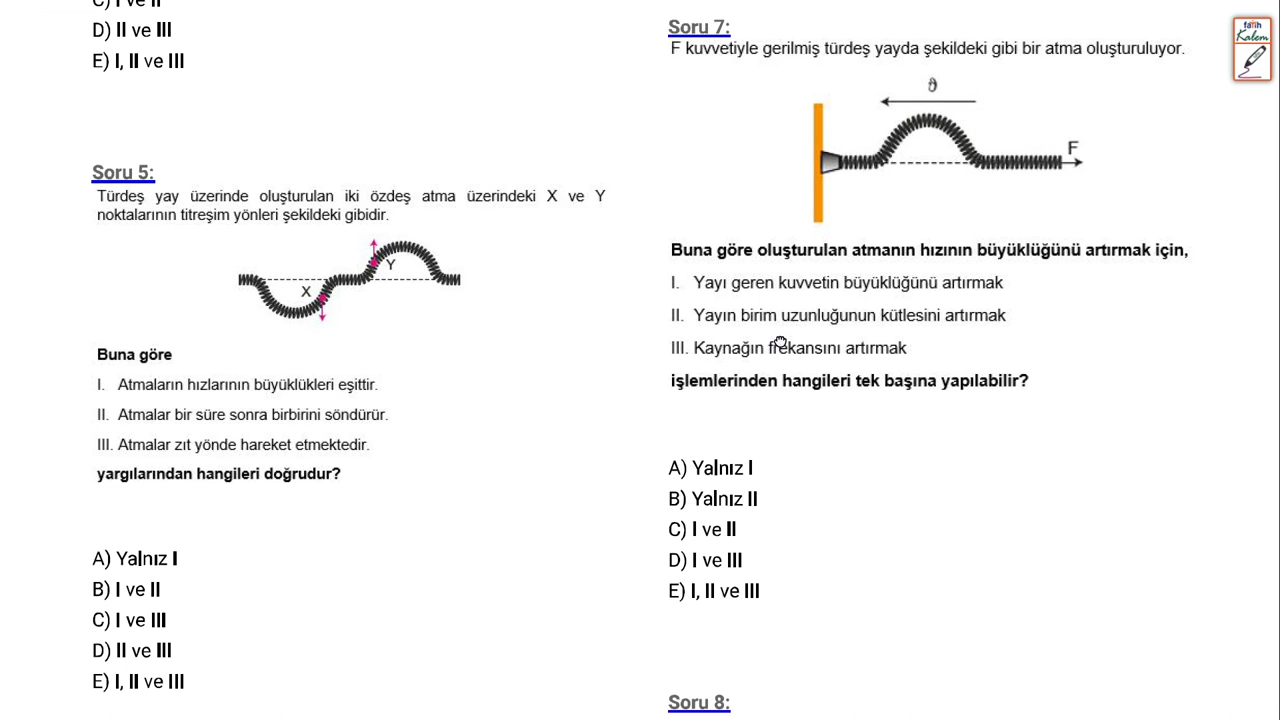 C) I ve II
D) II ve III
E) I, II ve III
Soru 5:
Türdeş yay üzerinde oluşturulan iki özdeş atma üzerindeki X ve Y
noktalarının titreşim yönleri şekildeki gibidir.
Y
X
Buna göre
I. Atmaların hızlarının büyüklükleri eşittir.
II. Atmalar bir süre sonra birbirini söndürür.
III. Atmalar zıt yönde hareket etmektedir.
yargılarından hangileri doğrudur?
A) Yalnız I
B) I ve II
C) I ve III
D) II ve III
E) I, II ve III
Soru 7:
F kuvvetiyle gerilmiş türdeş yayda şekildeki gibi bir atma oluşturuluyor.
ϑ
F
Buna göre oluşturulan atmanın hızının büyüklüğünü artırmak için,
I. Yayı geren kuvvetin büyüklüğünü artırmak
II. Yayın birim uzunluğunun kütlesini artırmak
III. Kaynağın frekansını artırmak
işlemlerinden hangileri tek başına yapılabilir?
A) Yalnız I
B) Yalnız II
C) I ve II
D) I ve III
E) I, II ve III
Soru 8:
fatih
Kalem